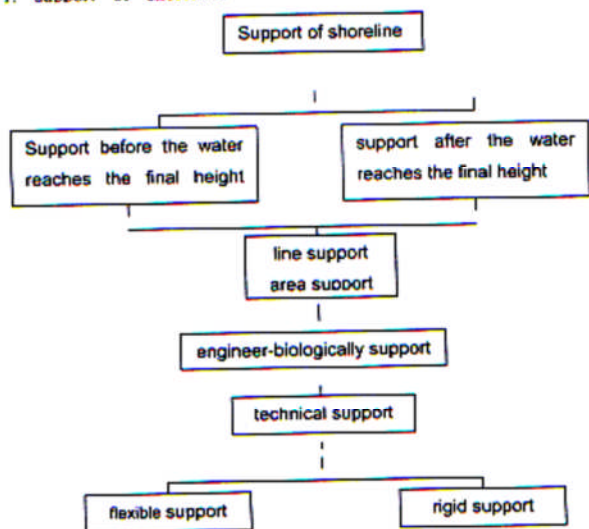 Support of shoreline
Support before the water
reaches the final height
support after the water
reaches the final height
line support
area support
engineer-biologically support
technical support
flexible support
rigid support